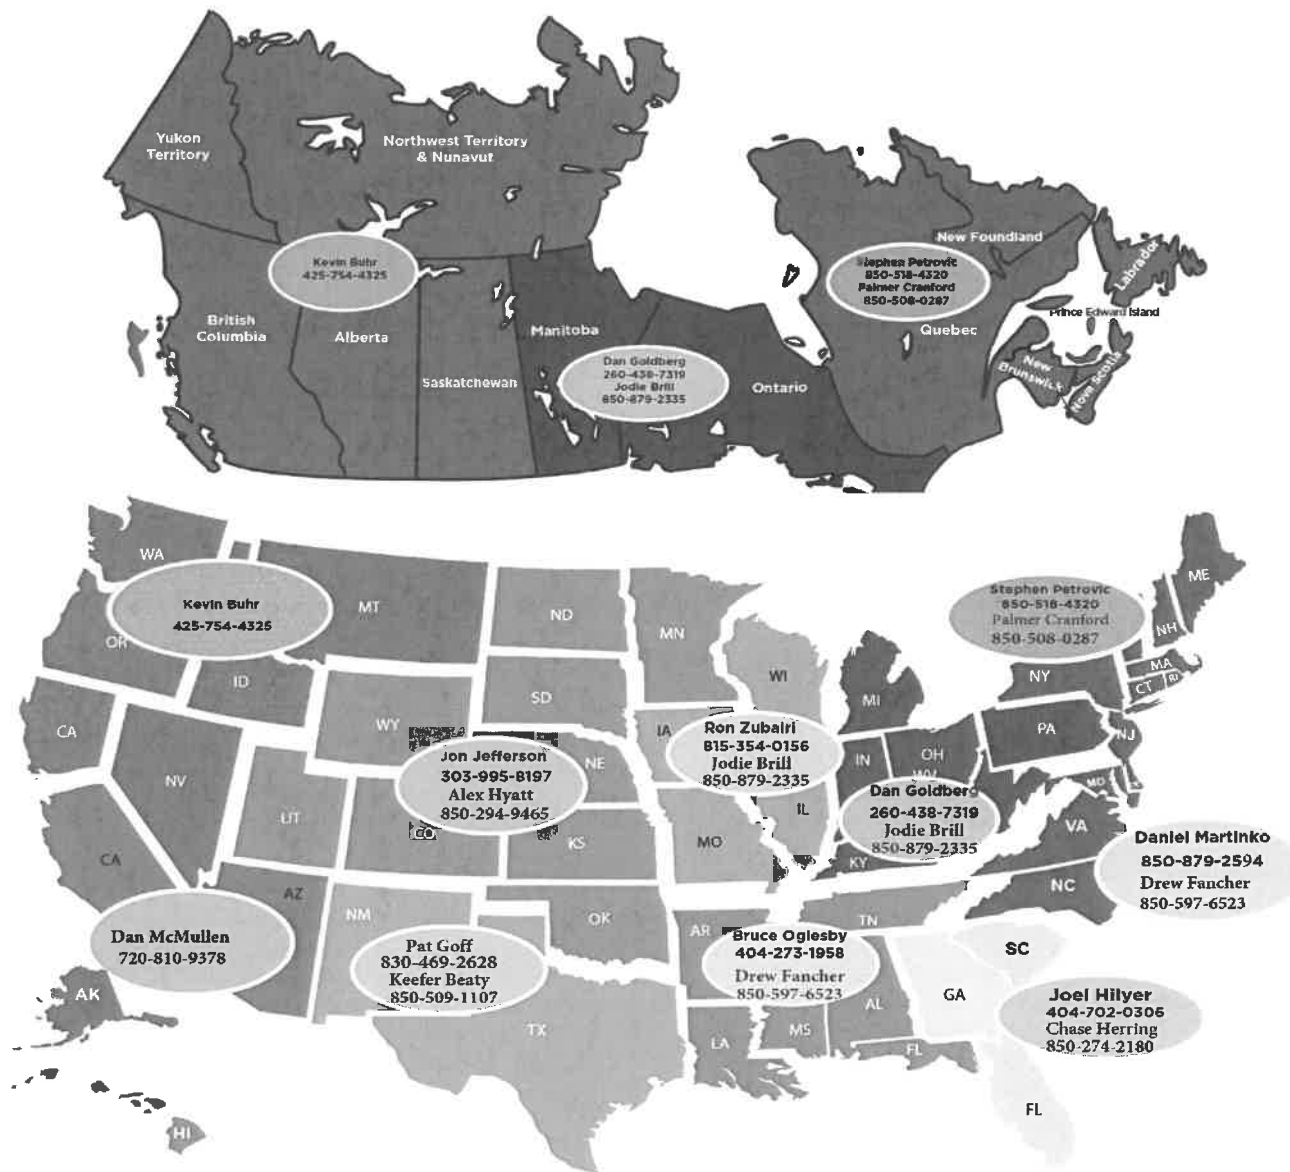 Yukon
Territory
Northwest Territory
& Nunavut
New Foundland
Labrador
Kevin Buhr
425-754-4325
Stephen Petrovic
850-518-4320
Palmer Cranford
850-508-0287
Prince Edward Island
British
Columbia
Alberta
Manitoba
Quebec
Dan Goldberg
260-438-7319
Jodie Brill
850-879-2335
Saskatchewan
Ontario
New
Brunswick
Nova Scotia
WA
Kevin Buhr
425-754-4325
MT
ND
MN
Stephen Petrovic
850-518-4320
Palmer Cranford
850-508-0287
ME
NH
OR
ID
WY
SD
WI
MI
NY
MA
CT
RI
CA
NV
Jon Jefferson
303-995-8197
Alex Hyatt
850-294-9465
NE
IA
Ron Zubairi
815-354-0156
Jodie Brill
850-879-2335
IN
OH
WV
PA
NJ
MD
UT
CO
KS
MO
IL
Dan Goldberg
260-438-7319
Jodie Brill
850-879-2335
KY
VA
Daniel Martinko
850-879-2594
Drew Fancher
850-597-6523
CA
AZ
NM
OK
AR
TN
NC
Dan McMullen
720-810-9378
Pat Goff
830-469-2628
Keefer Beaty
850-509-1107
Bruce Oglesby
404-273-1958
Drew Fancher
850-597-6523
SC
GA
AK
TX
LA
MS
AL
FL
Joel Hilyer
404-702-0306
Chase Herring
850-274-2180
FL
HI